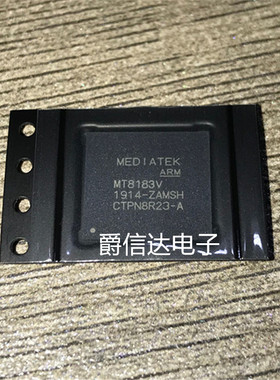 MEDIATEK
ARM
MT8183V
1914-ZAMSH
CTPN8R23-A
爵信达电子